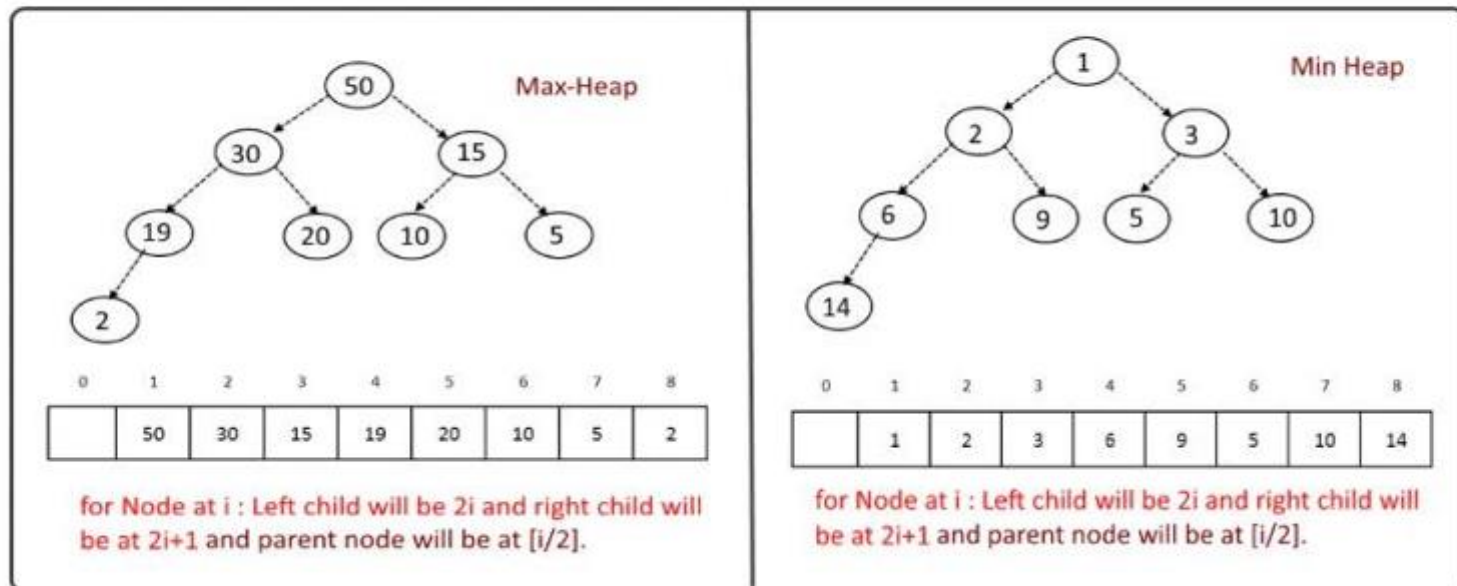 Max-Heap
50
30
15
19
20
10
5
2
0 1 2 3 4 5 6 7 8
50 30 15 19 20 10 5 2
for Node at i : Left child will be 2i and right child will
be at 2i+1 and parent node will be at [i/2].
Min Heap
1
2
3
6
9
5
10
14
0 1 2 3 4 5 6 7 8
1 2 3 6 9 5 10 14
for Node at i : Left child will be 2i and right child will
be at 2i+1 and parent node will be at [i/2].